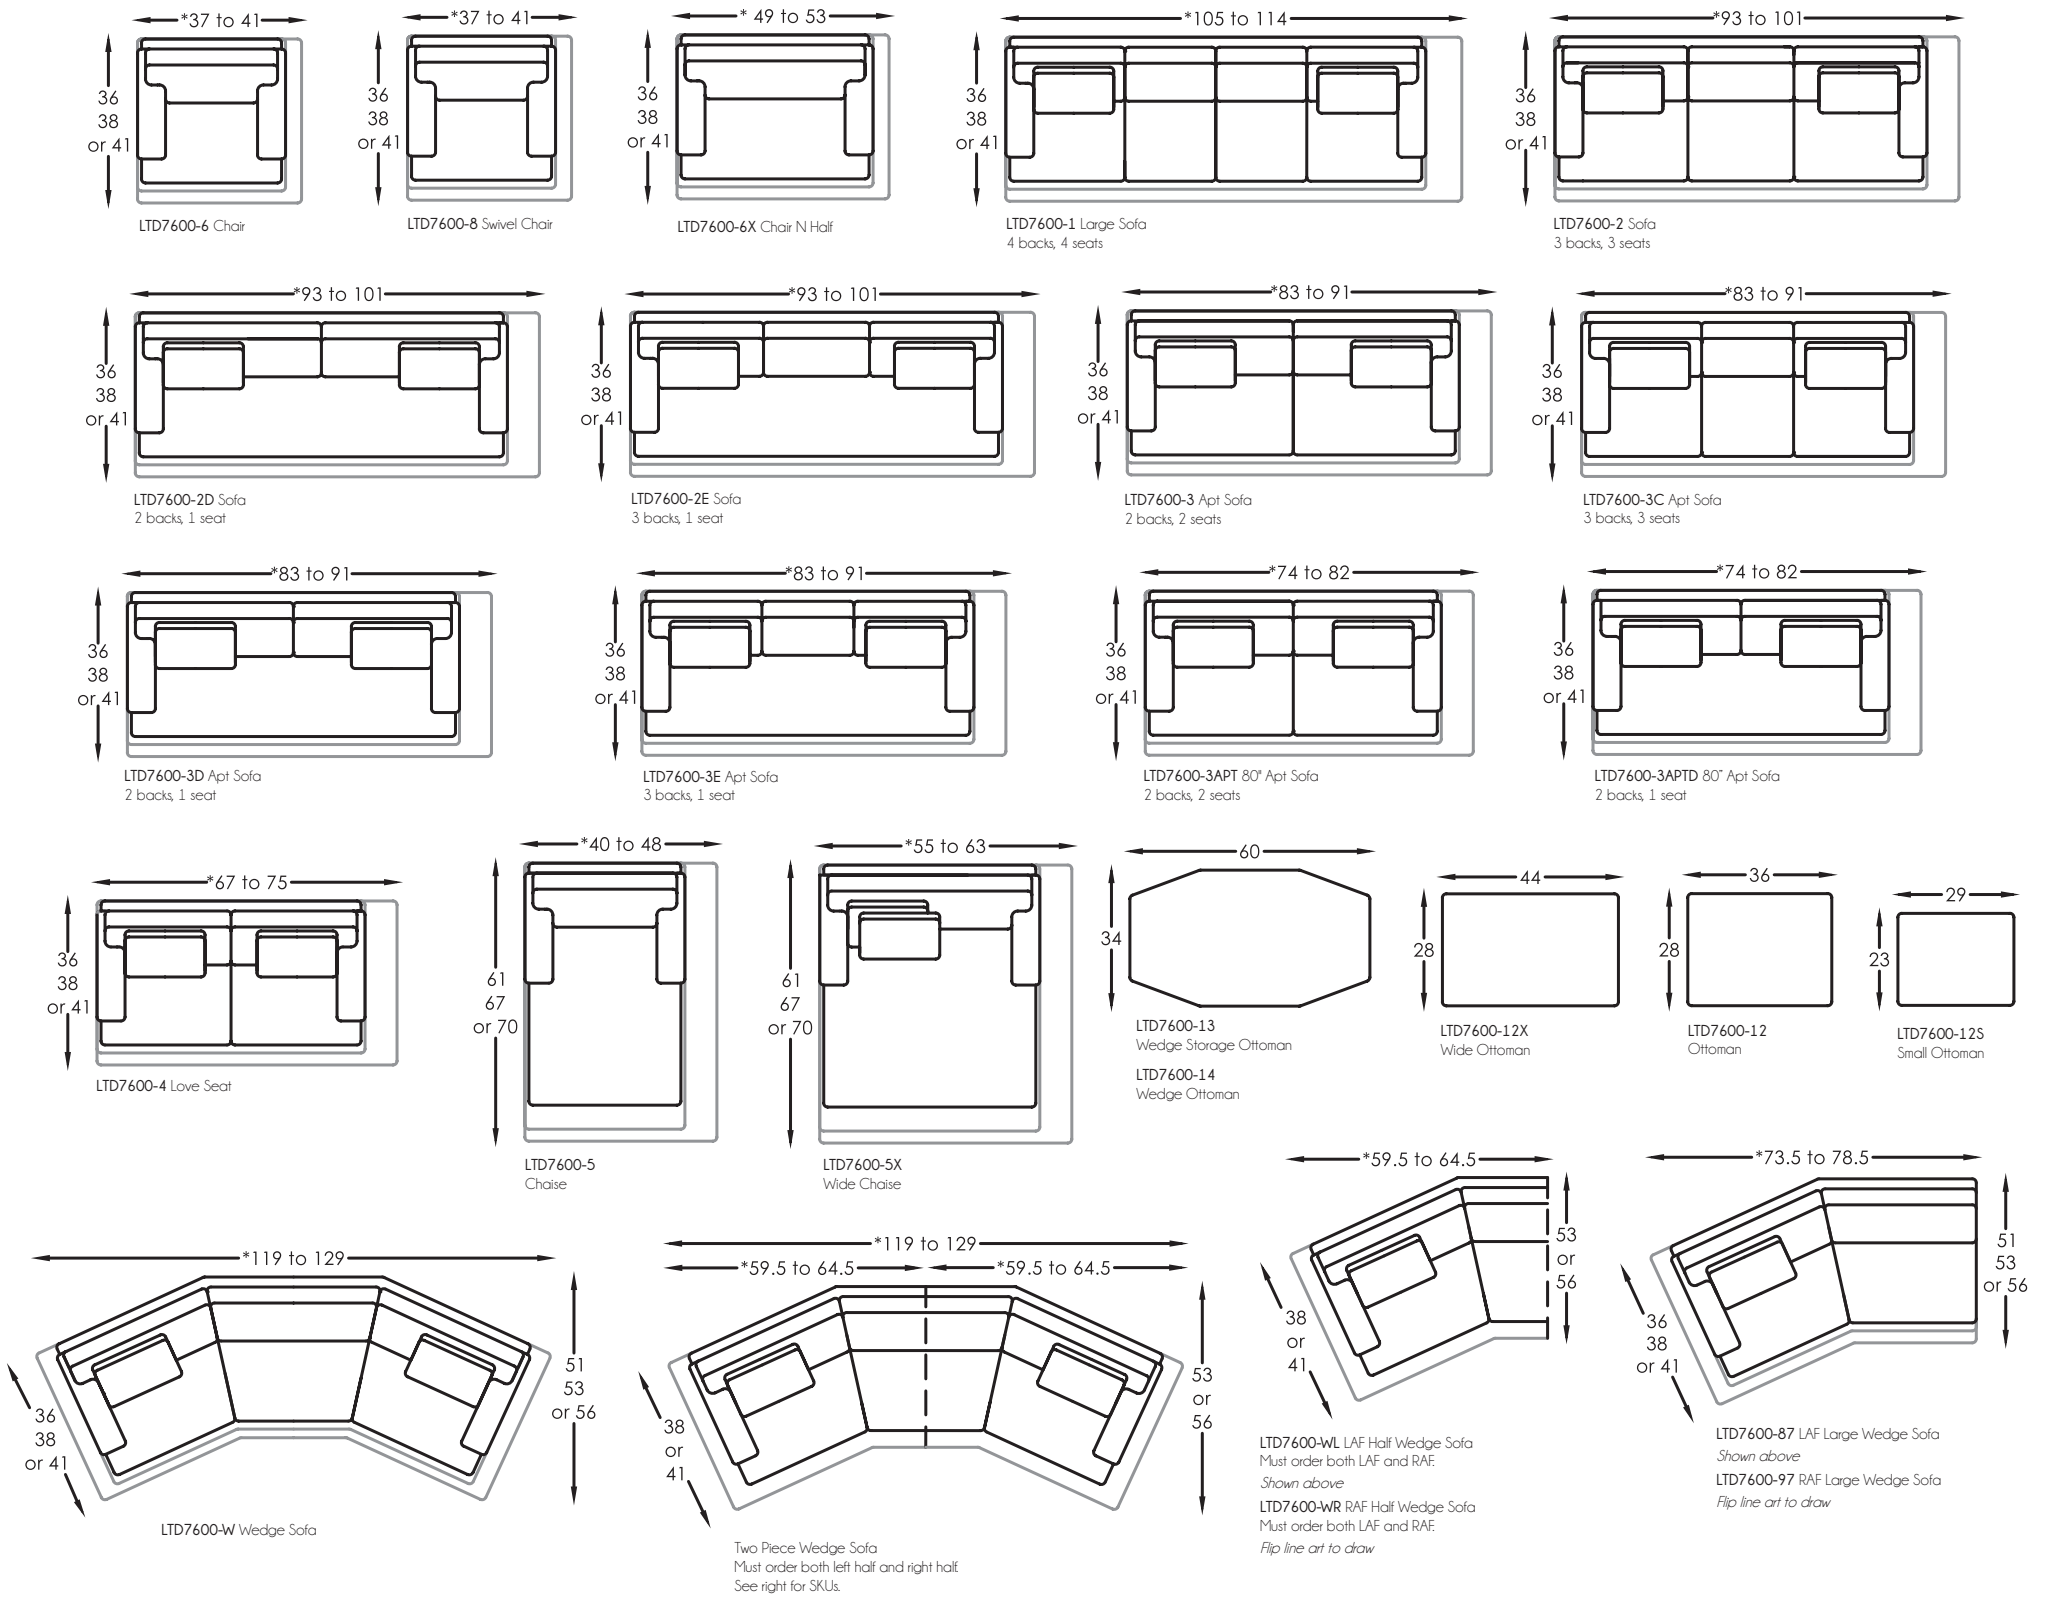 *37 to 41
36
38
or 41
LTD7600-6 Chair
*37 to 41
36
38
or 41
LTD7600-8 Swivel Chair
* 49 to 53
36
38
or 41
LTD7600-6X Chair N Half
*105 to 114
36
38
or 41
LTD7600-1 Large Sofa
4 backs, 4 seats
*93 to 101
36
38
or 41
LTD7600-2 Sofa
3 backs, 3 seats
*93 to 101
36
38
or 41
LTD7600-2D Sofa
2 backs, 1 seat
*93 to 101
36
38
or 41
LTD7600-2E Sofa
3 backs, 1 seat
*83 to 91
36
38
or 41
LTD7600-3 Apt Sofa
2 backs, 2 seats
*83 to 91
36
38
or 41
LTD7600-3C Apt Sofa
3 backs, 3 seats
*83 to 91
36
38
or 41
LTD7600-3D Apt Sofa
2 backs, 1 seat
*83 to 91
36
38
or 41
LTD7600-3E Apt Sofa
3 backs, 1 seat
*74 to 82
36
38
or 41
LTD7600-3APT 80" Apt Sofa
2 backs, 2 seats
*74 to 82
36
38
or 41
LTD7600-3APTD 80" Apt Sofa
2 backs, 1 seat
*67 to 75
36
38
or 41
LTD7600-4 Love Seat
*40 to 48
61
67
or 70
LTD7600-5
Chaise
*55 to 63
61
67
or 70
LTD7600-5X
Wide Chaise
60
34
LTD7600-13
Wedge Storage Ottoman
LTD7600-14
Wedge Ottoman
44
28
LTD7600-12X
Wide Ottoman
36
28
LTD7600-12
Ottoman
29
23
LTD7600-12S
Small Ottoman
*119 to 129
51
53
or 56
36
38
or 41
LTD7600-W Wedge Sofa
*119 to 129
*59.5 to 64.5
*59.5 to 64.5
53
or
56
38
or
41
Two Piece Wedge Sofa
Must order both left half and right half.
See right for SKUs.
*59.5 to 64.5
53
or
56
38
or
41
LTD7600-WL LAF Half Wedge Sofa
Must order both LAF and RAF.
Shown above
LTD7600-WR RAF Half Wedge Sofa
Must order both LAF and RAF.
Flip line art to draw
*73.5 to 78.5
51
53
or 56
36
38
or 41
LTD7600-87 LAF Large Wedge Sofa
Shown above
LTD7600-97 RAF Large Wedge Sofa
Flip line art to draw